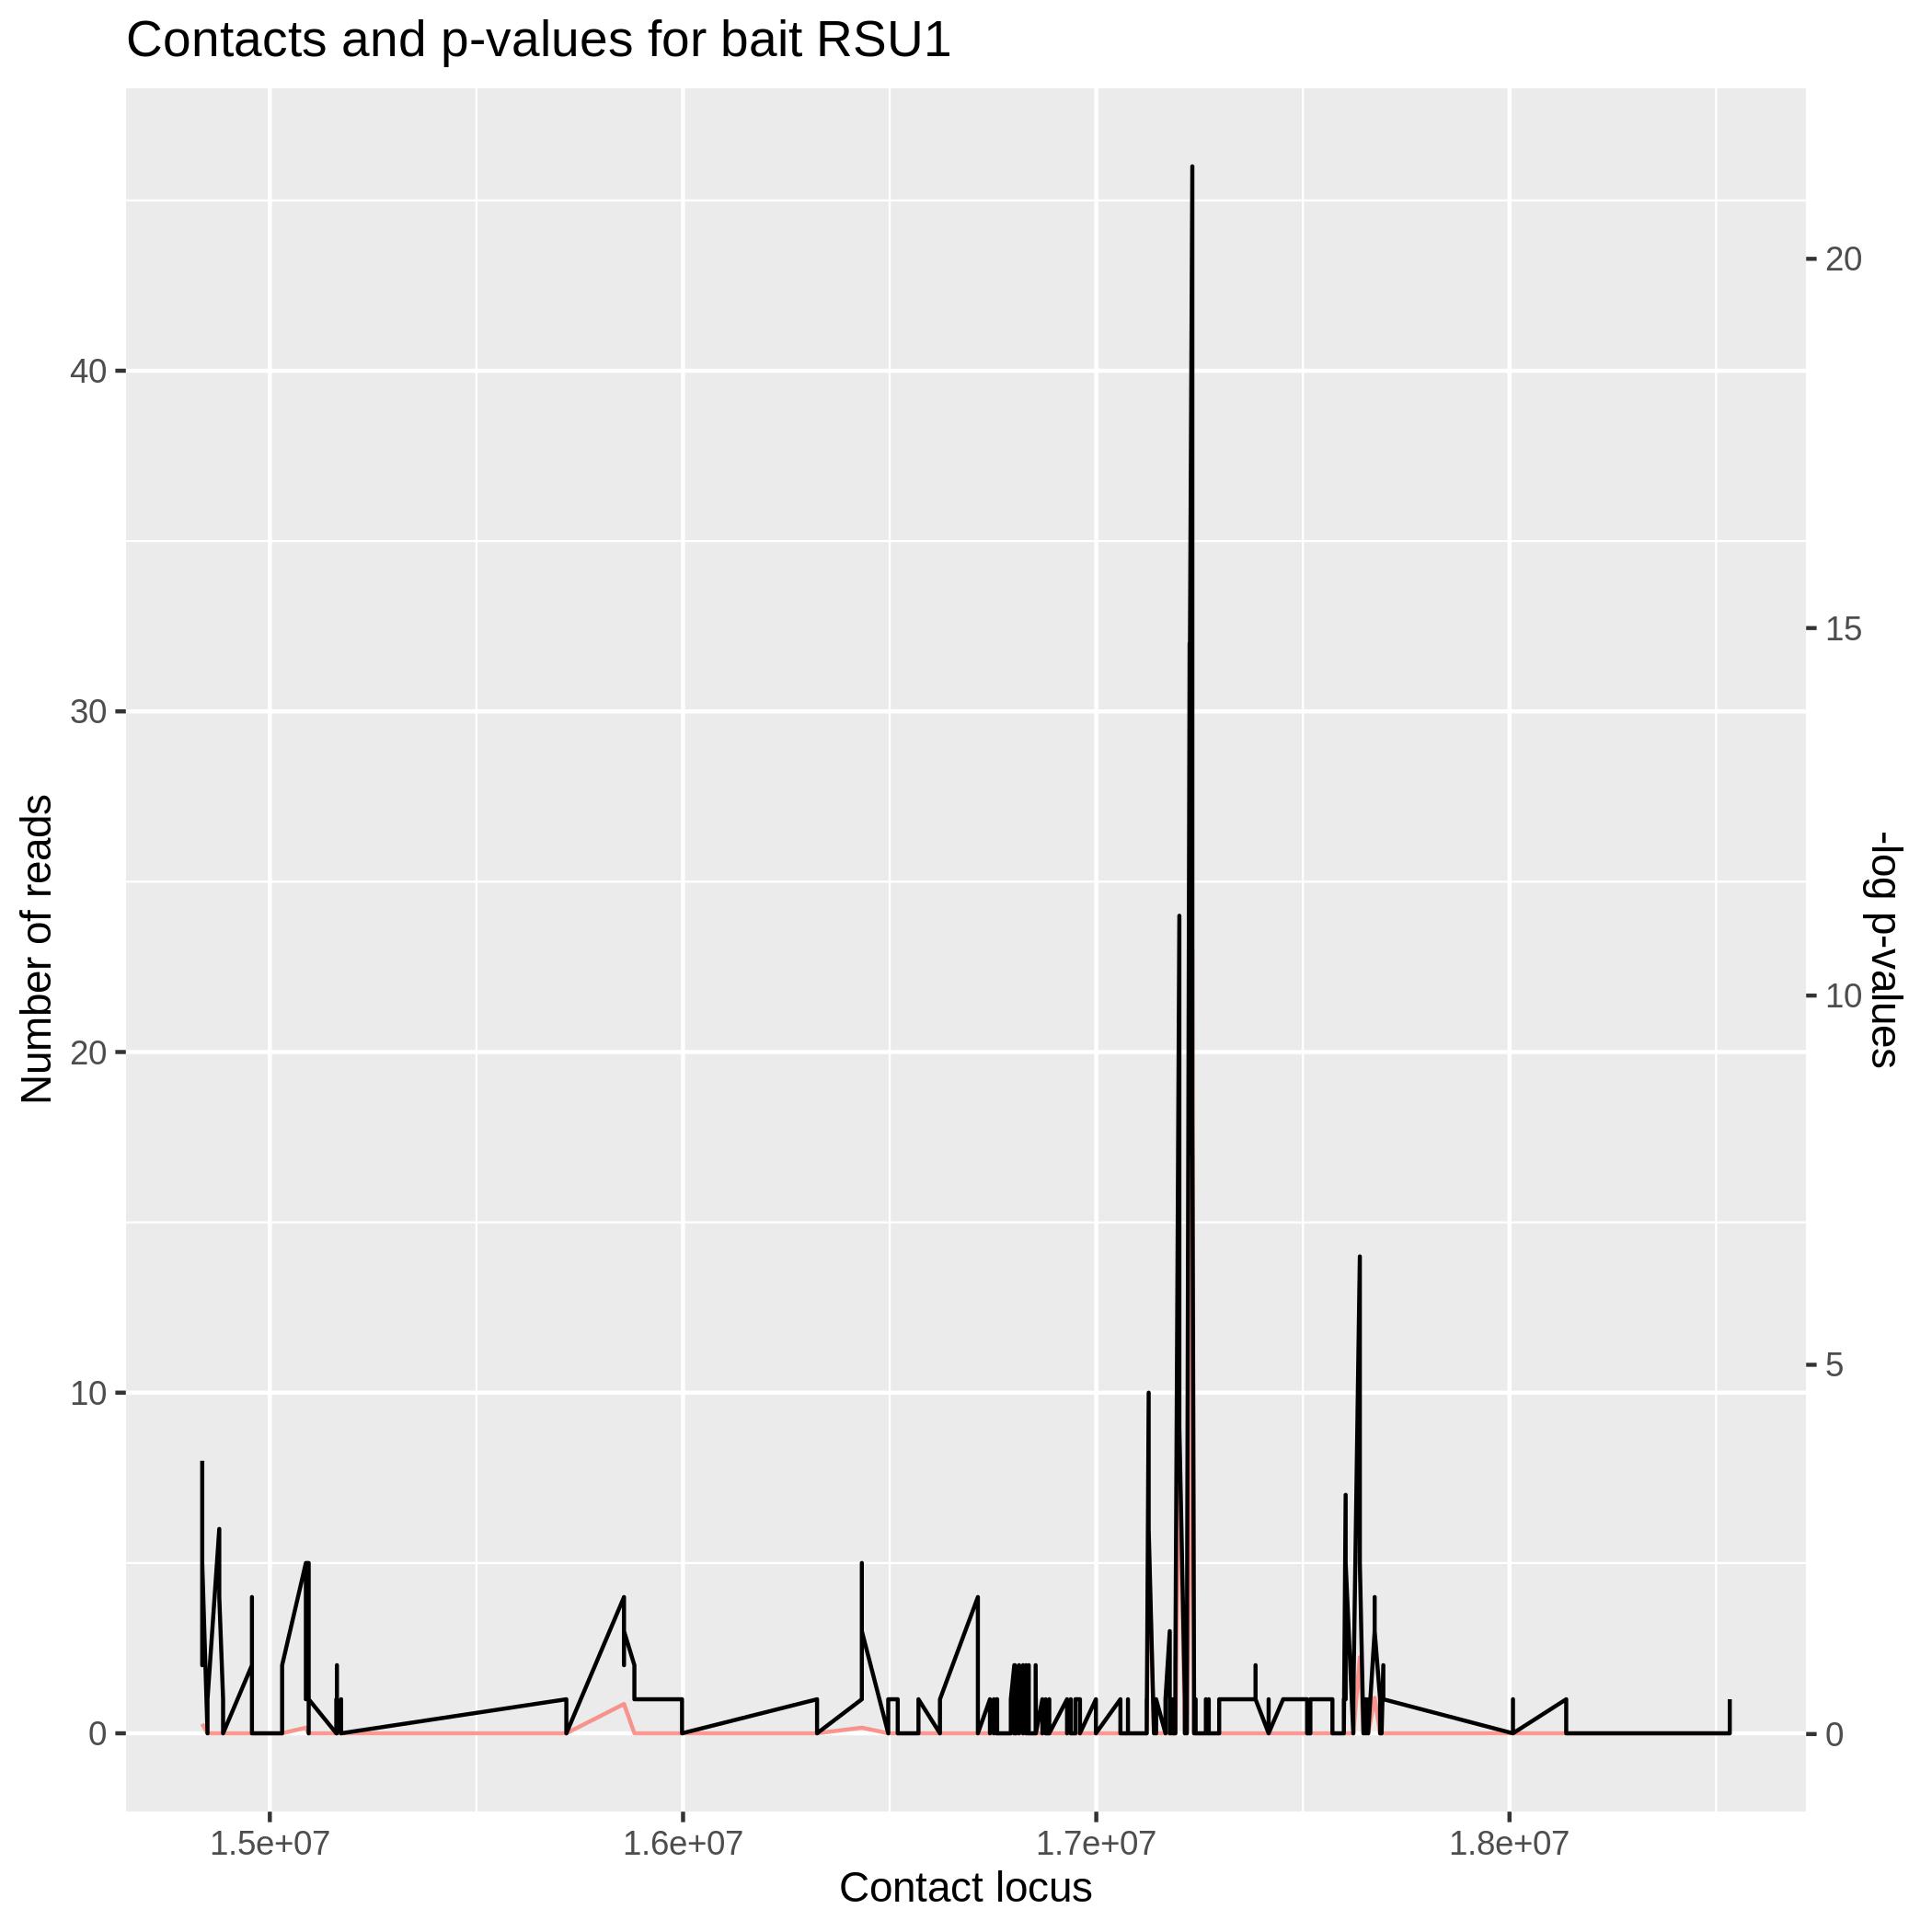 Contacts and p-values for bait RSU1
Number of reads
40
30
20
10
0
20
15
10
5
0
-log p-values
1.5e+07 1.6e+07 1.7e+07 1.8e+07
Contact locus